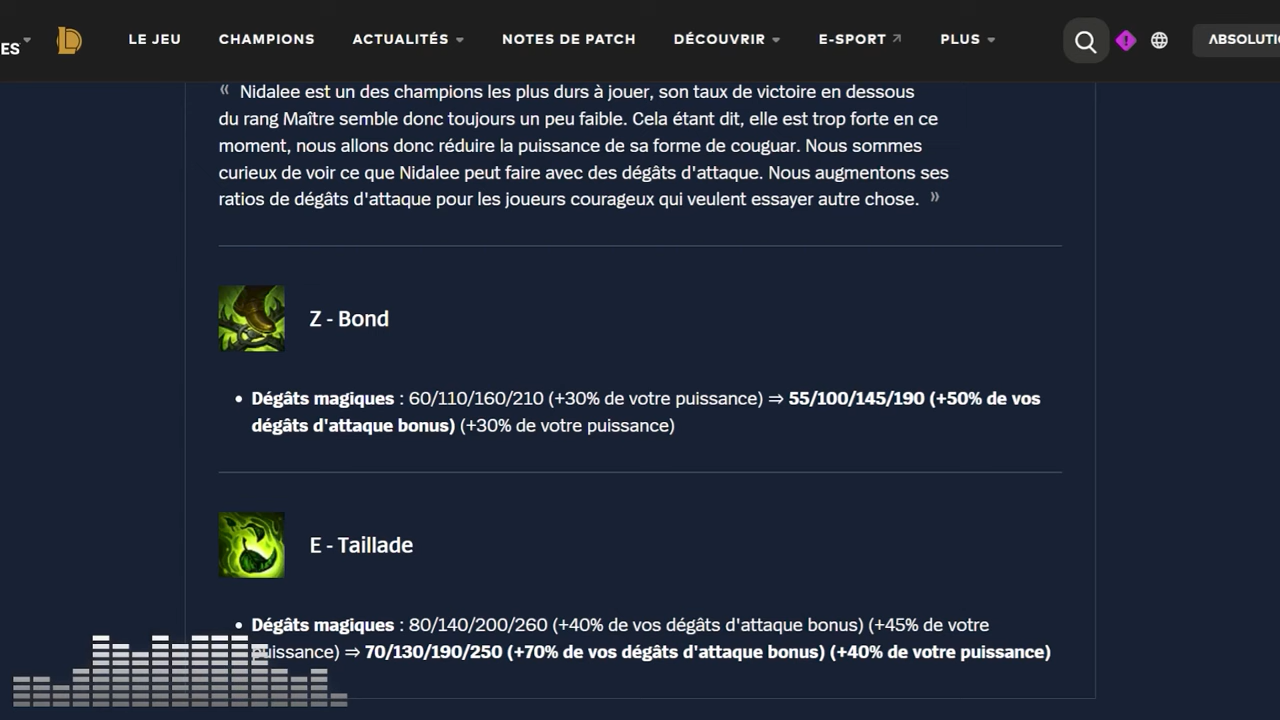 ES
LE JEU
CHAMPIONS
ACTUALITÉS
NOTES DE PATCH
DÉCOUVRIR
E-SPORT
PLUS
« Nidalee est un des champions les plus durs à jouer, son taux de victoire en dessous
du rang Maître semble donc toujours un peu faible. Cela étant dit, elle est trop forte en ce
moment, nous allons donc réduire la puissance de sa forme de couguar. Nous sommes
curieux de voir ce que Nidalee peut faire avec des dégâts d'attaque. Nous augmentons ses
ratios de dégâts d'attaque pour les joueurs courageux qui veulent essayer autre chose. »
Z - Bond
• Dégâts magiques : 60/110/160/210 (+30% de votre puissance) ⇒ 55/100/145/190 (+50% de vos
dégâts d'attaque bonus) (+30% de votre puissance)
E - Taillade
• Dégâts magiques : 80/140/200/260 (+40% de vos dégâts d'attaque bonus) (+45% de votre
puissance) ⇒ 70/130/190/250 (+70% de vos dégâts d'attaque bonus) (+40% de votre puissance)